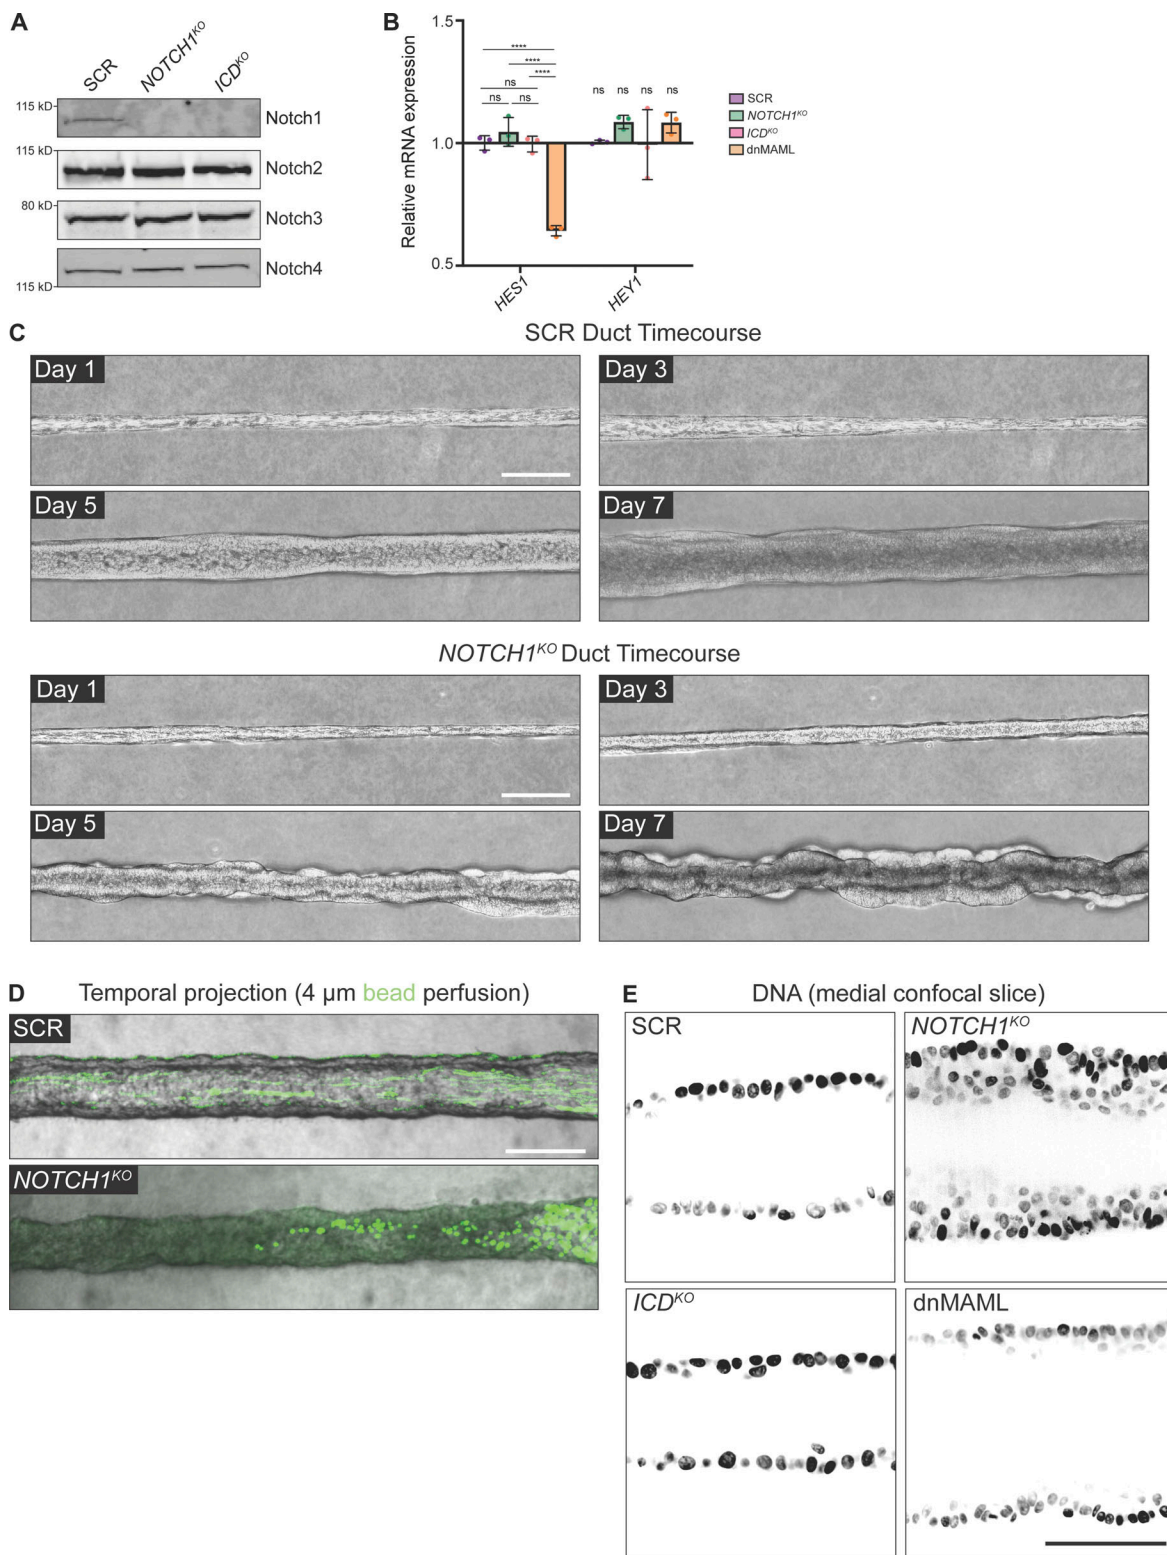 A
SCR
NOTCH1KO
ICDKO
115 kD
Notch1
115 kD
Notch2
80 kD
Notch3
Notch4
115 kD
B
Relative mRNA expression
1.5
1.0
0.5
****
****
****
ns
ns ns
ns ns ns ns
HES1
HEY1
SCR
NOTCH1KO
ICDKO
dnMAML
C
SCR Duct Timecourse
Day 1
Day 3
Day 5
Day 7
NOTCH1KO Duct Timecourse
Day 1
Day 3
Day 5
Day 7
D
Temporal projection (4 µm bead perfusion)
SCR
NOTCH1KO
E
DNA (medial confocal slice)
SCR
NOTCH1KO
ICDKO
dnMAML